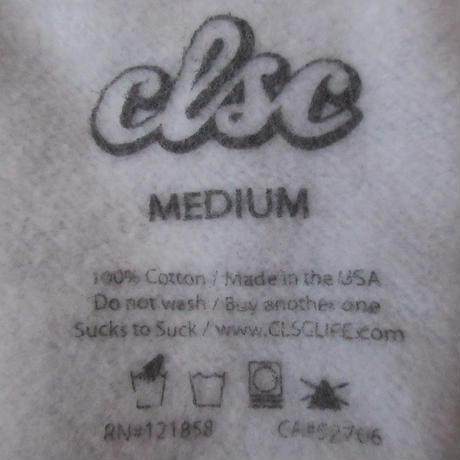 clsc
MEDIUM
100% Cotton / Made in the USA
Do not wash / Buy another one
Sucks to Suck / www.CLSCLIFE.com
RN#121858 CA#52766